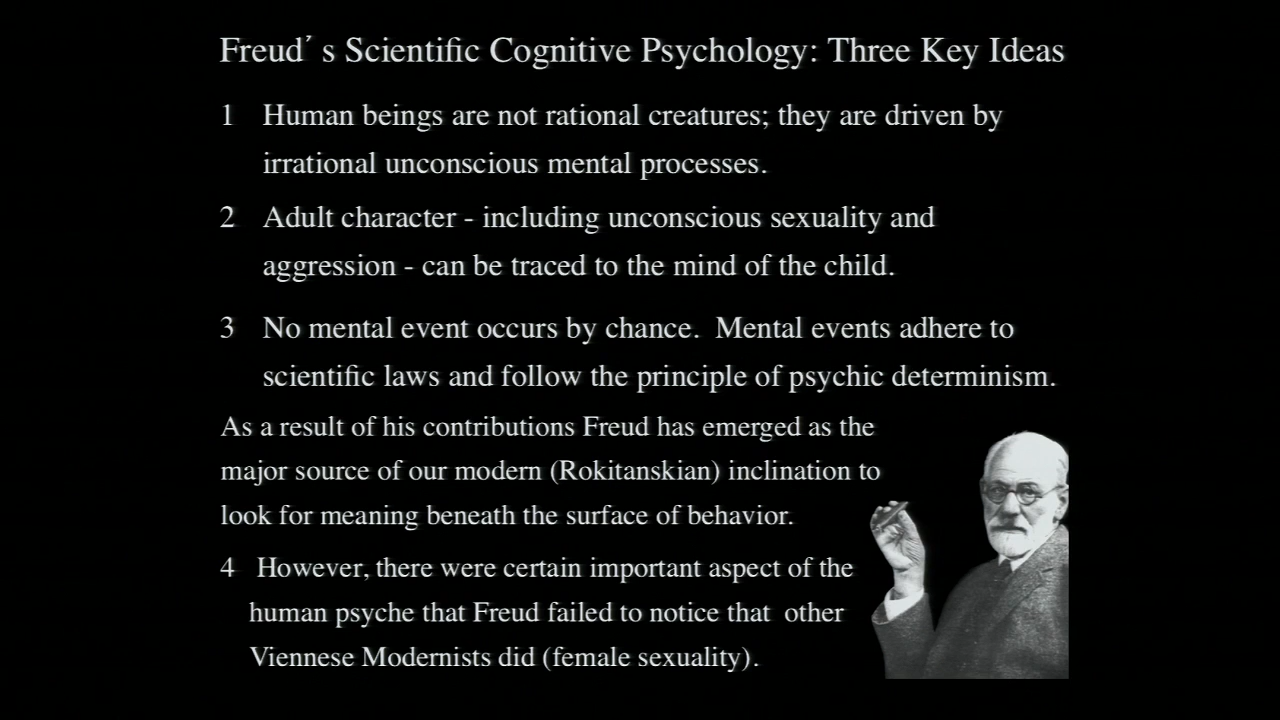 Freud´ s Scientific Cognitive Psychology: Three Key Ideas
1 Human beings are not rational creatures; they are driven by
irrational unconscious mental processes.
2 Adult character - including unconscious sexuality and
aggression - can be traced to the mind of the child.
3 No mental event occurs by chance. Mental events adhere to
scientific laws and follow the principle of psychic determinism.
As a result of his contributions Freud has emerged as the
major source of our modern (Rokitanskian) inclination to
look for meaning beneath the surface of behavior.
4 However, there were certain important aspect of the
human psyche that Freud failed to notice that other
Viennese Modernists did (female sexuality).